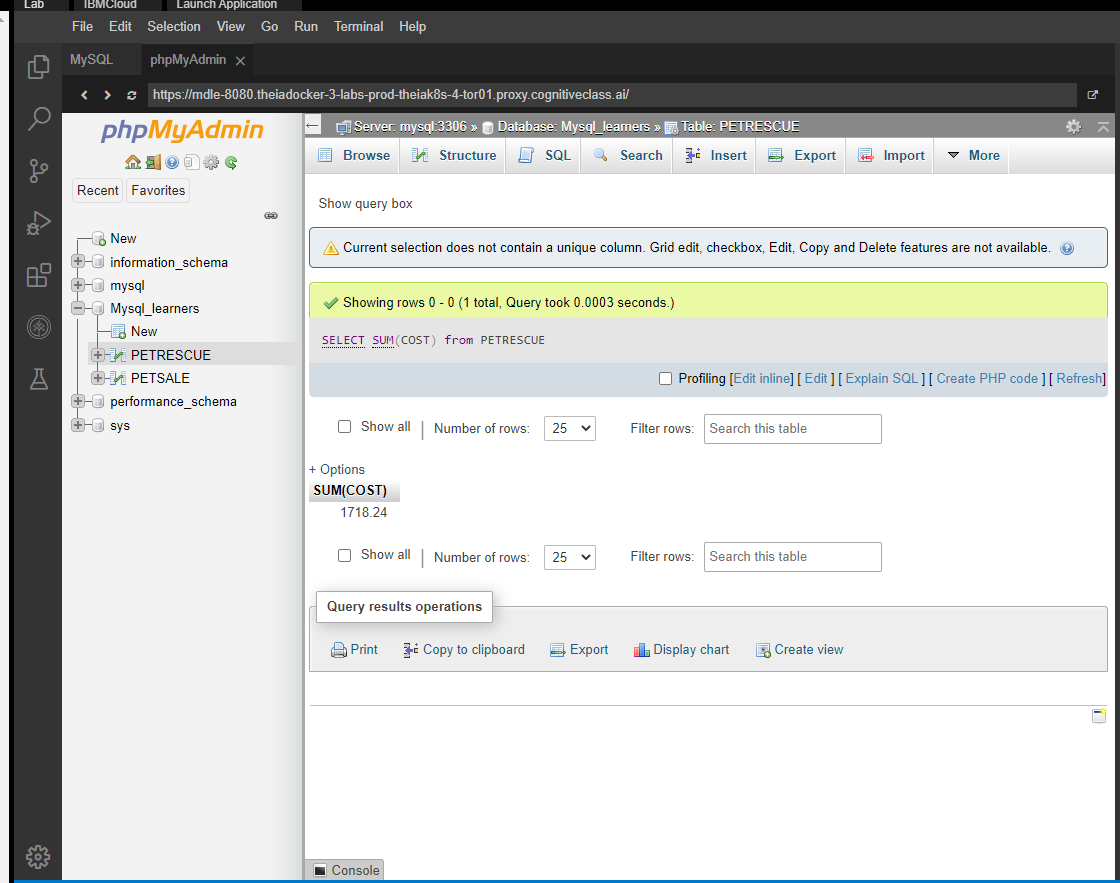 Lab IBMCloud Launch Application
File Edit Selection View Go Run Terminal Help
MySQL phpMyAdmin
https://mdle-8080.theiadocker-3-labs-prod-theiak8s-4-tor01.proxy.cognitiveclass.ai/
phpMyAdmin
Recent Favorites
New
information_schema
mysql
Mysql_learners
New
PETRESCUE
PETSALE
performance_schema
sys
Server: mysql:3306 » Database: Mysql_learners » Table: PETRESCUE
Browse Structure SQL Search Insert Export Import More
Show query box
Current selection does not contain a unique column. Grid edit, checkbox, Edit, Copy and Delete features are not available.
Showing rows 0 - 0 (1 total, Query took 0.0003 seconds.)
SELECT SUM(COST) from PETRESCUE
Profiling [Edit inline] [ Edit ] [ Explain SQL ] [ Create PHP code ] [ Refresh]
Show all | Number of rows: 25 Filter rows: Search this table
+ Options
SUM(COST)
1718.24
Show all | Number of rows: 25 Filter rows: Search this table
Query results operations
Print Copy to clipboard Export Display chart Create view
Console